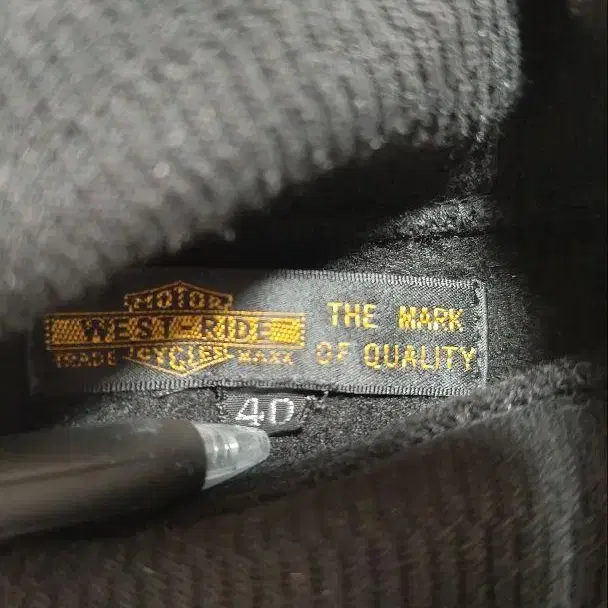 MOTOR
WEST-RIDE
TRADE CYCLES MARK
THE MARK
OF QUALITY
40